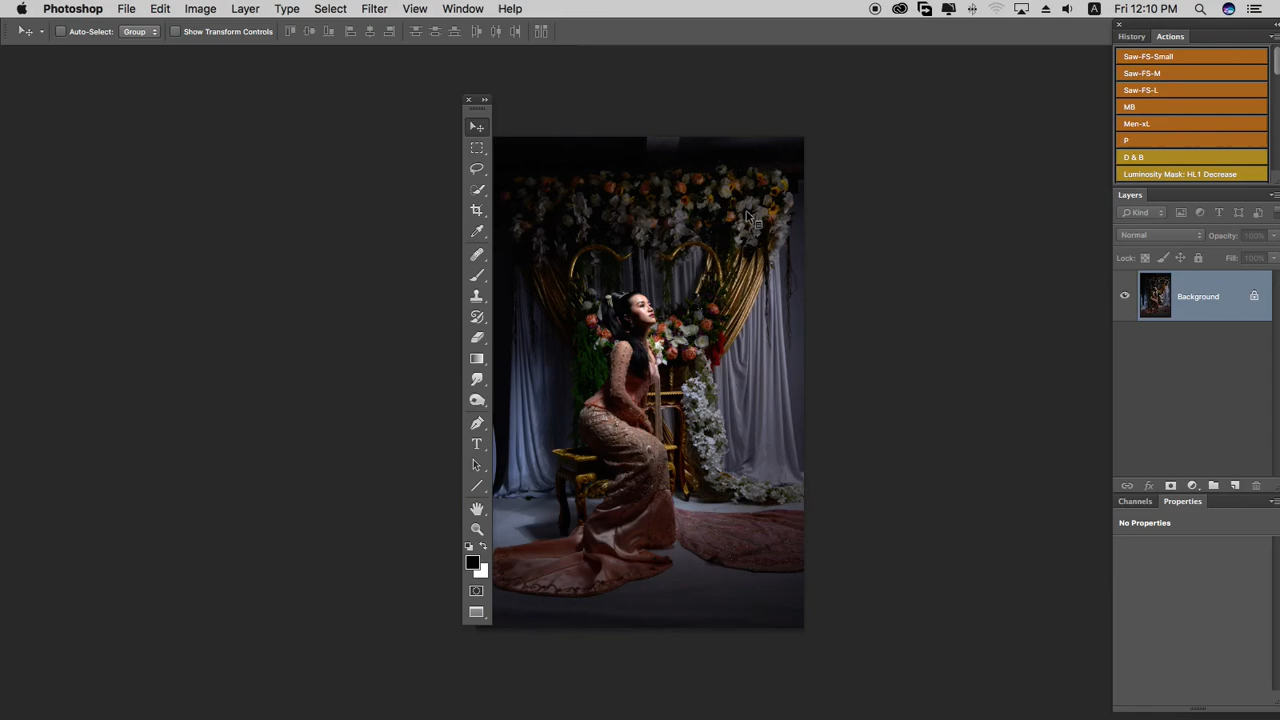 Photoshop File Edit Image Layer Type Select Filter View Window Help A Fri 12:10 PM
Auto-Select: Group Show Transform Controls
History Actions
Saw-FS-Small
Saw-FS-M
Saw-FS-L
MB
Men-xL
P
D & B
Luminosity Mask: HL1 Decrease
Layers
Kind T
Normal Opacity: 100%
Lock: Fill: 100%
Background
fx
Channels Properties
No Properties
T